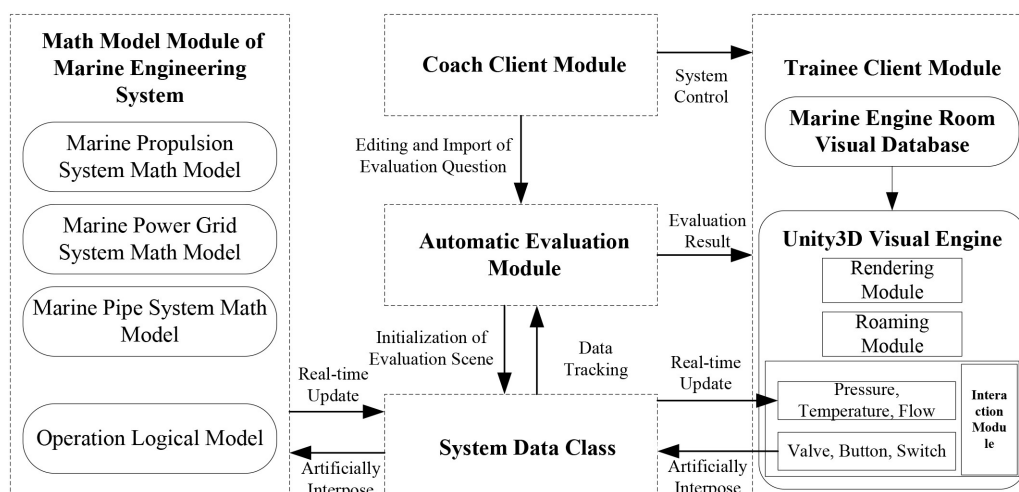 Math Model Module of
Marine Engineering
System
Marine Propulsion
System Math Model
Marine Power Grid
System Math Model
Marine Pipe System Math
Model
Operation Logical Model
Real-time
Update
Artificially
Interpose
Coach Client Module
System
Control
Editing and Import of
Evaluation Question
Automatic Evaluation
Module
Evaluation
Result
Initialization of
Evaluation Scene
Data
Tracking
System Data Class
Real-time
Update
Artificially
Interpose
Trainee Client Module
Marine Engine Room
Visual Database
Unity3D Visual Engine
Rendering
Module
Roaming
Module
Pressure,
Temperature, Flow
Valve, Button, Switch
Intera
ction
Modu
le